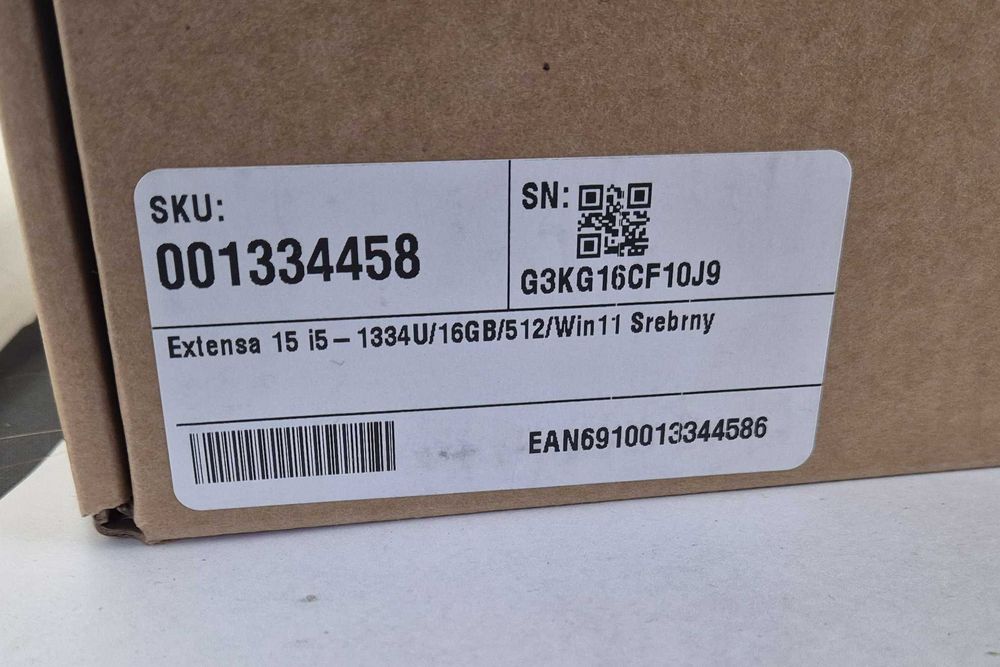 SKU:
001334458
SN:
G3KG16CF10J9
Extensa 15 i5- 1334U/16GB/512/Win11 Srebrny
EAN6910013344586